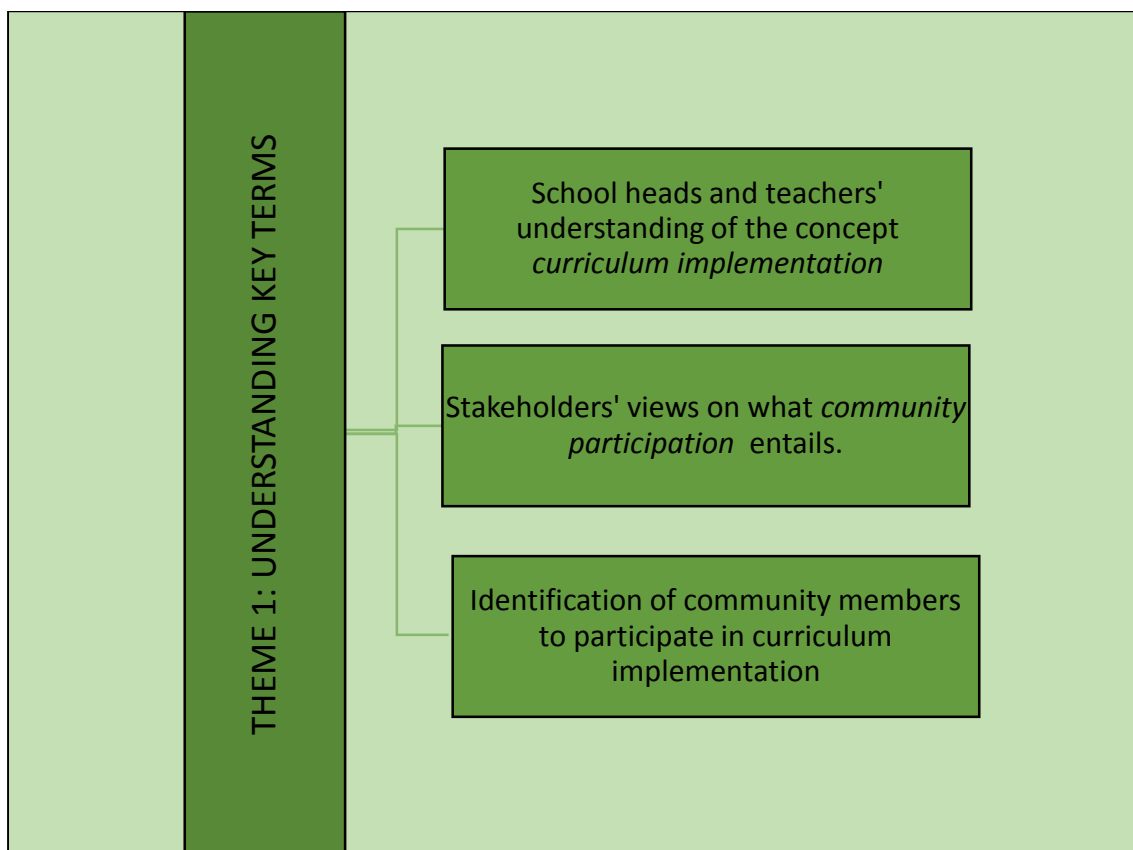 THEME 1: UNDERSTANDING KEY TERMS
School heads and teachers'
understanding of the concept
curriculum implementation
Stakeholders' views on what community
participation entails.
Identification of community members
to participate in curriculum
implementation